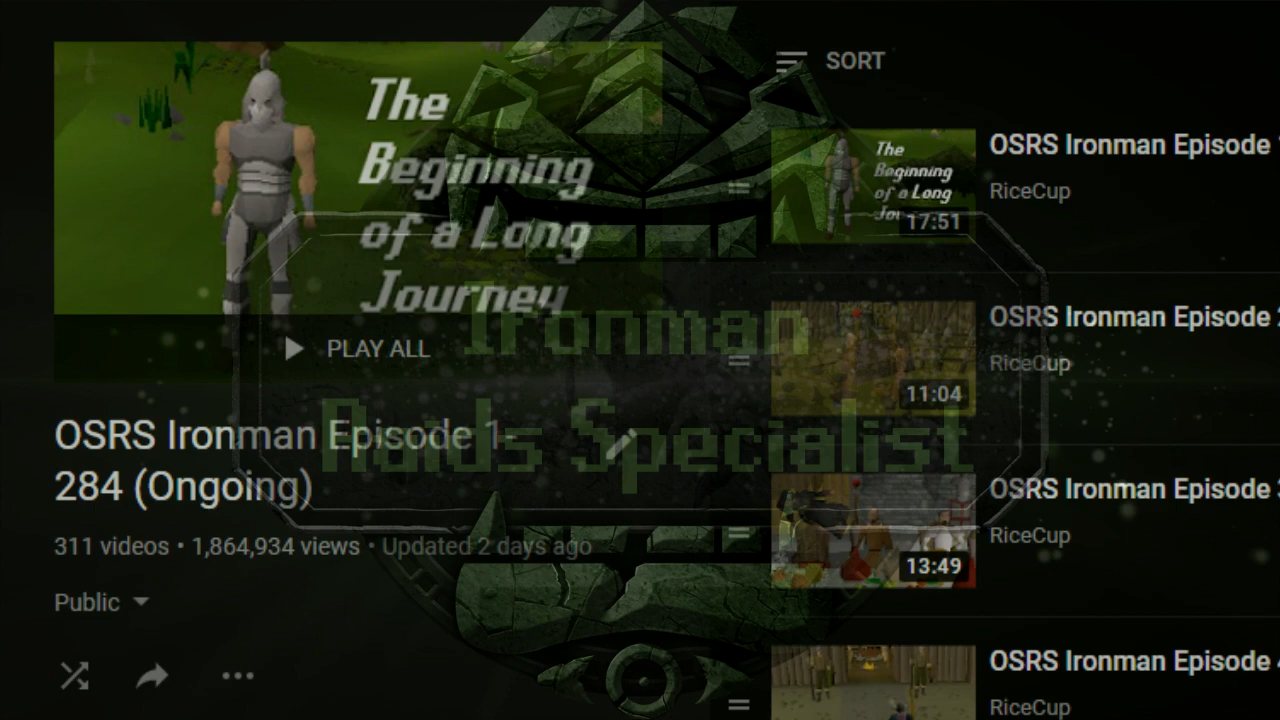 The
Beginning
of a Long
Journey
PLAY ALL
OSRS Ironman Episode 1-
284 (Ongoing)
311 videos • 1,864,934 views • Updated 2 days ago
Public
Ironman
Raids Specialist
SORT
The
Beginning
of a Long
17:51
OSRS Ironman Episode
RiceCup
11:04
OSRS Ironman Episode
RiceCup
13:49
OSRS Ironman Episode
RiceCup
OSRS Ironman Episode
RiceCup